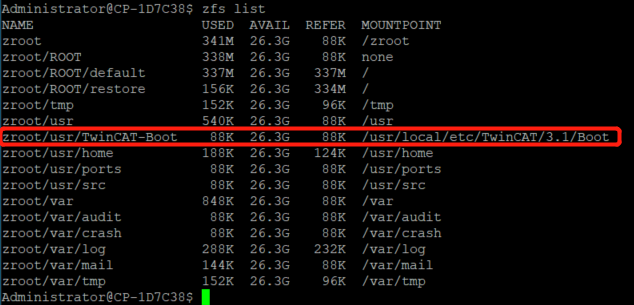 Administrator@CP-1D7C38$ zfs list
NAME USED AVAIL REFER MOUNTPOINT
zroot 341M 26.3G 88K /zroot
zroot/ROOT 338M 26.3G 88K none
zroot/ROOT/default 337M 26.3G 337M /
zroot/ROOT/restore 156K 26.3G 334M /
zroot/tmp 152K 26.3G 96K /tmp
zroot/usr 540K 26.3G 88K /usr
zroot/usr/TwinCAT-Boot 88K 26.3G 88K /usr/local/etc/TwinCAT/3.1/Boot
zroot/usr/home 188K 26.3G 124K /usr/home
zroot/usr/ports 88K 26.3G 88K /usr/ports
zroot/usr/src 88K 26.3G 88K /usr/src
zroot/var 848K 26.3G 88K /var
zroot/var/audit 88K 26.3G 88K /var/audit
zroot/var/crash 88K 26.3G 88K /var/crash
zroot/var/log 288K 26.3G 232K /var/log
zroot/var/mail 144K 26.3G 88K /var/mail
zroot/var/tmp 152K 26.3G 96K /var/tmp
Administrator@CP-1D7C38$